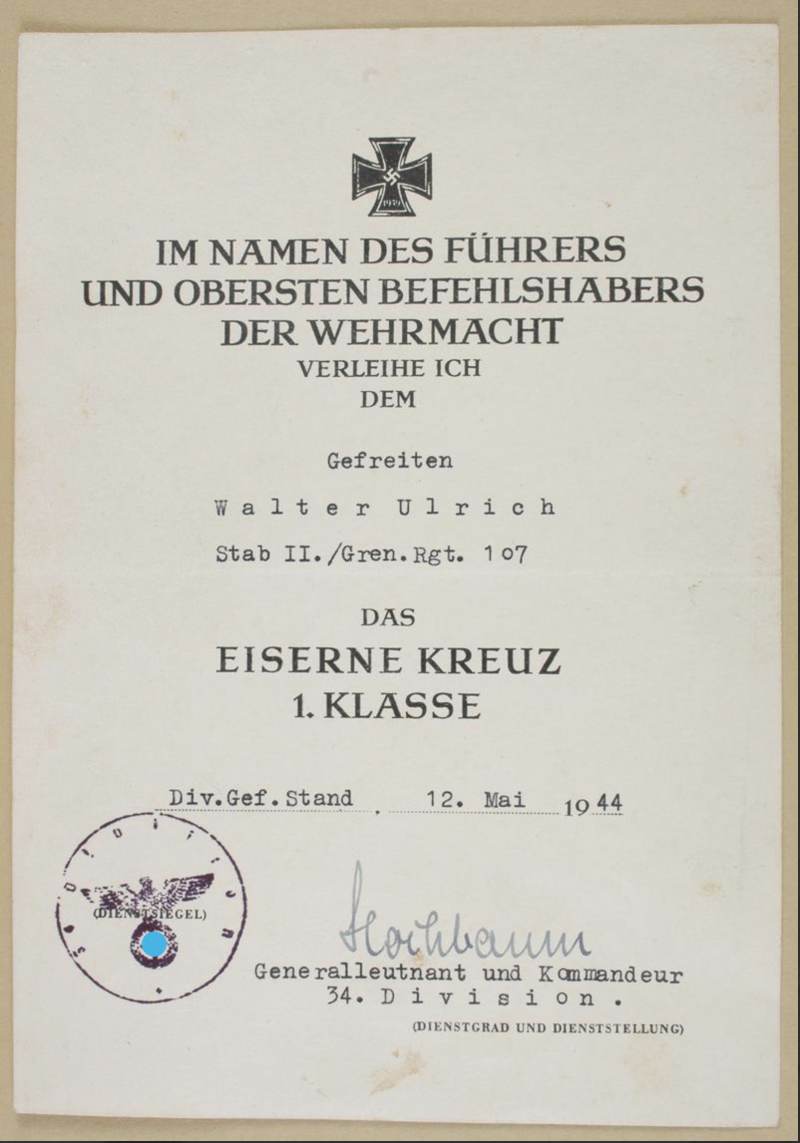 1939
IM NAMEN DES FÜHRERS
UND OBERSTEN BEFEHLSHABERS
DER WEHRMACHT
VERLEIHE ICH
DEM
Gefreiten
Walter Ulrich
Stab II./Gren.Rgt. 1o7
DAS
EISERNE KREUZ
1. KLASSE
Div.Gef.Stand , 12. Mai 1944
(DIENSTSIEGEL)
Hochbaum
Generalleutnant und Kommandeur
34. Division.
(DIENSTGRAD UND DIENSTSTELLUNG)